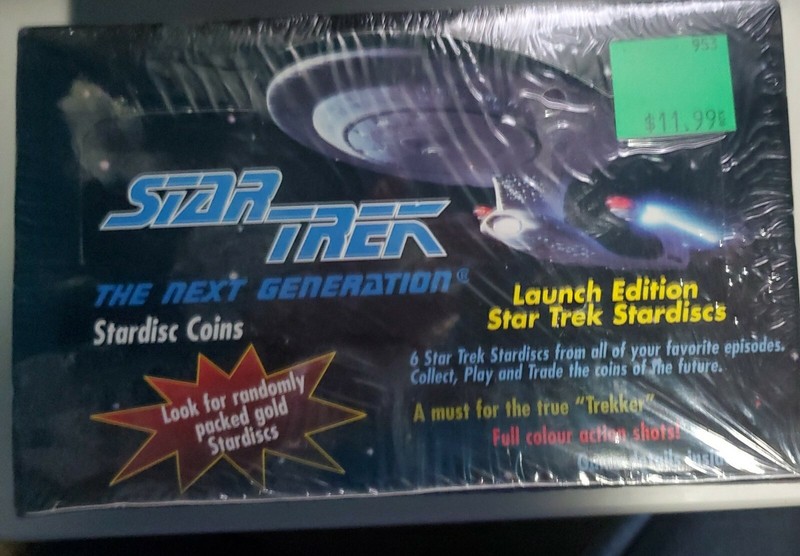 953
$11.99
STAR
TREK
THE NEXT GENERATION®
Stardisc Coins
Launch Edition
Star Trek Stardiscs
6 Star Trek Stardiscs from all of your favorite episodes.
Collect, Play and Trade the coins of the future.
Look for randomly
packed gold
Stardiscs
A must for the true "Trekker"
Full colour action shots!
details inside